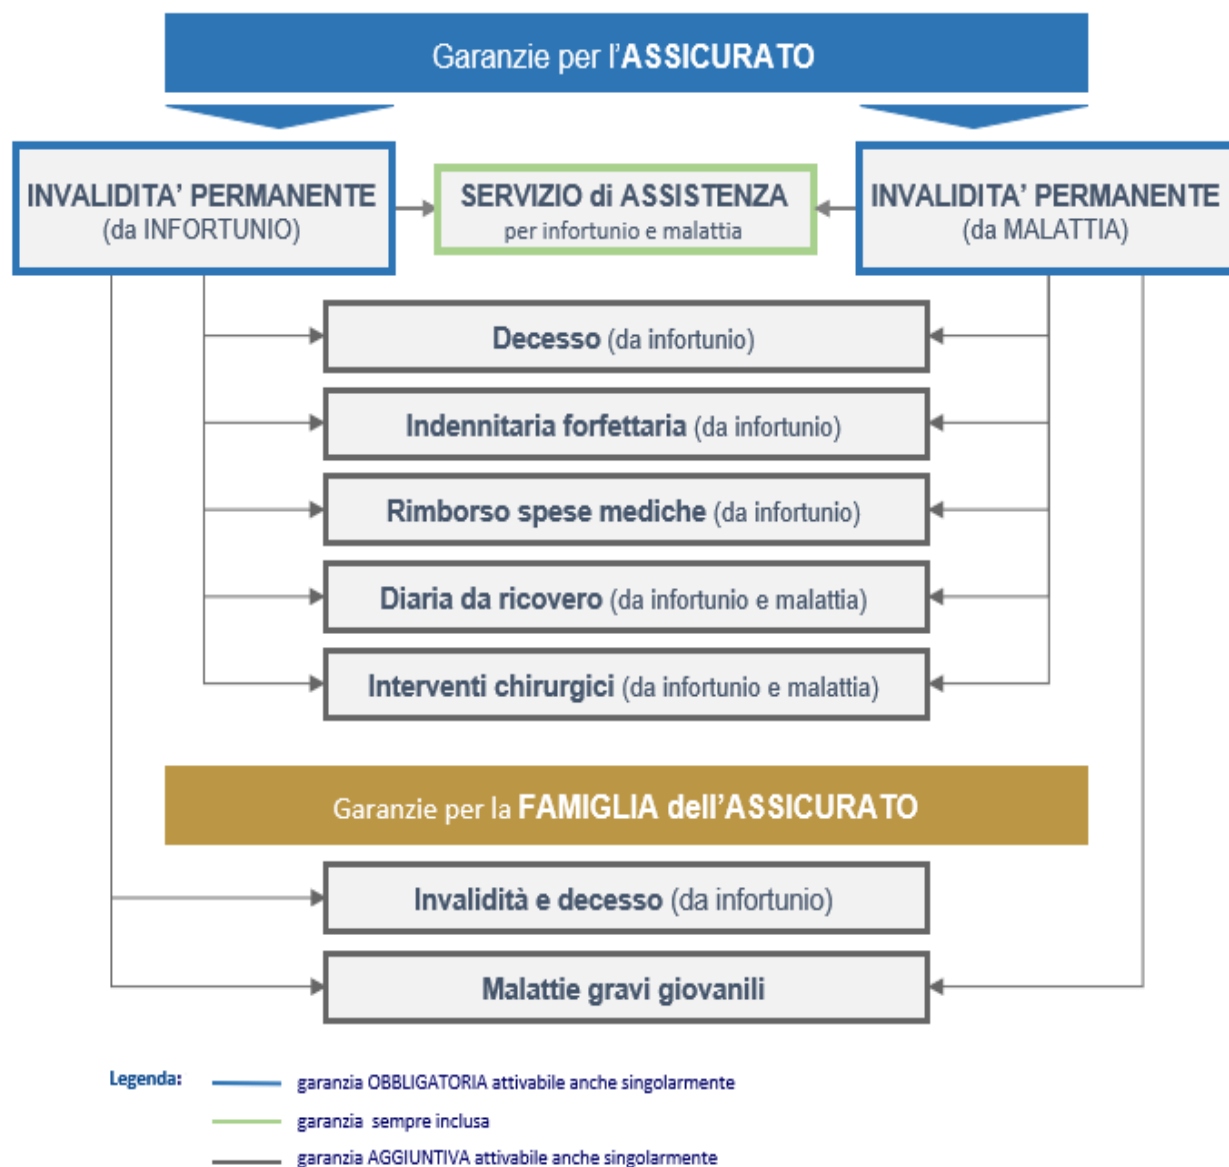 Garanzie per l'ASSICURATO
INVALIDITA' PERMANENTE
(da INFORTUNIO)
SERVIZIO di ASSISTENZA
per infortunio e malattia
INVALIDITA' PERMANENTE
(da MALATTIA)
Decesso (da infortunio)
Indennitaria forfettaria (da infortunio)
Rimborso spese mediche (da infortunio)
Diaria da ricovero (da infortunio e malattia)
Interventi chirurgici (da infortunio e malattia)
Garanzie per la FAMIGLIA dell'ASSICURATO
Invalidità e decesso (da infortunio)
Malattie gravi giovanili
Legenda:
garanzia OBBLIGATORIA attivabile anche singolarmente
garanzia sempre inclusa
garanzia AGGIUNTIVA attivabile anche singolarmente